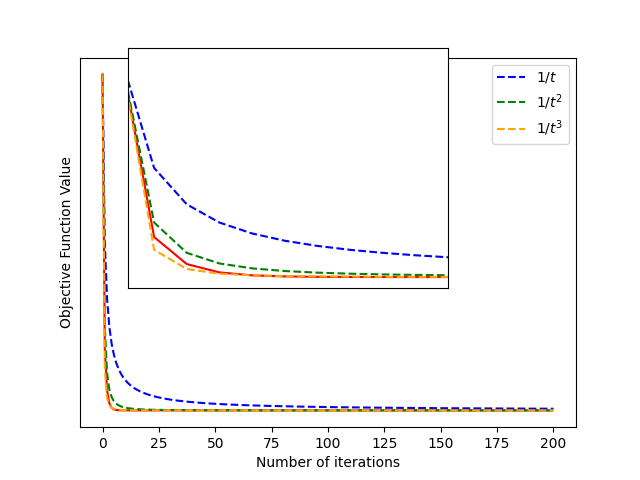 1/t
1/t²
1/t³
Objective Function Value
0 25 50 75 100 125 150 175 200
Number of iterations